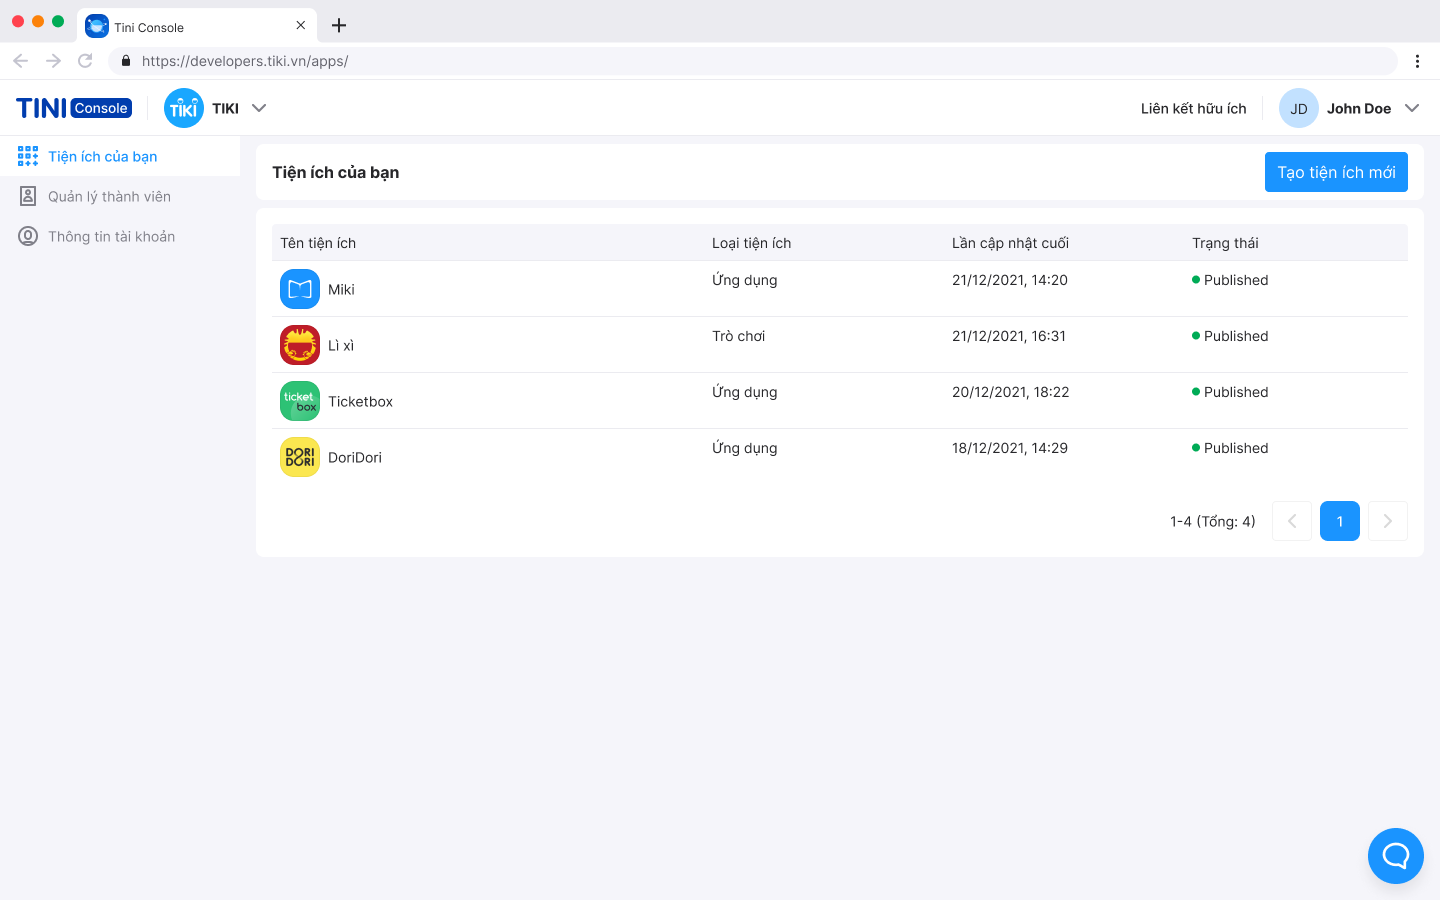 Tini Console
https://developers.tiki.vn/apps/
TINI Console
TIKI TIKI
Liên kết hữu ích
JD John Doe
Tiện ích của bạn
Quản lý thành viên
Thông tin tài khoản
Tiện ích của bạn
Tạo tiện ích mới
Tên tiện ích Loại tiện ích Lần cập nhật cuối Trạng thái
Miki Ứng dụng 21/12/2021, 14:20 Published
Lì xì Trò chơi 21/12/2021, 16:31 Published
ticket box Ticketbox Ứng dụng 20/12/2021, 18:22 Published
DORI DORI DoriDori Ứng dụng 18/12/2021, 14:29 Published
1-4 (Tổng: 4) 1